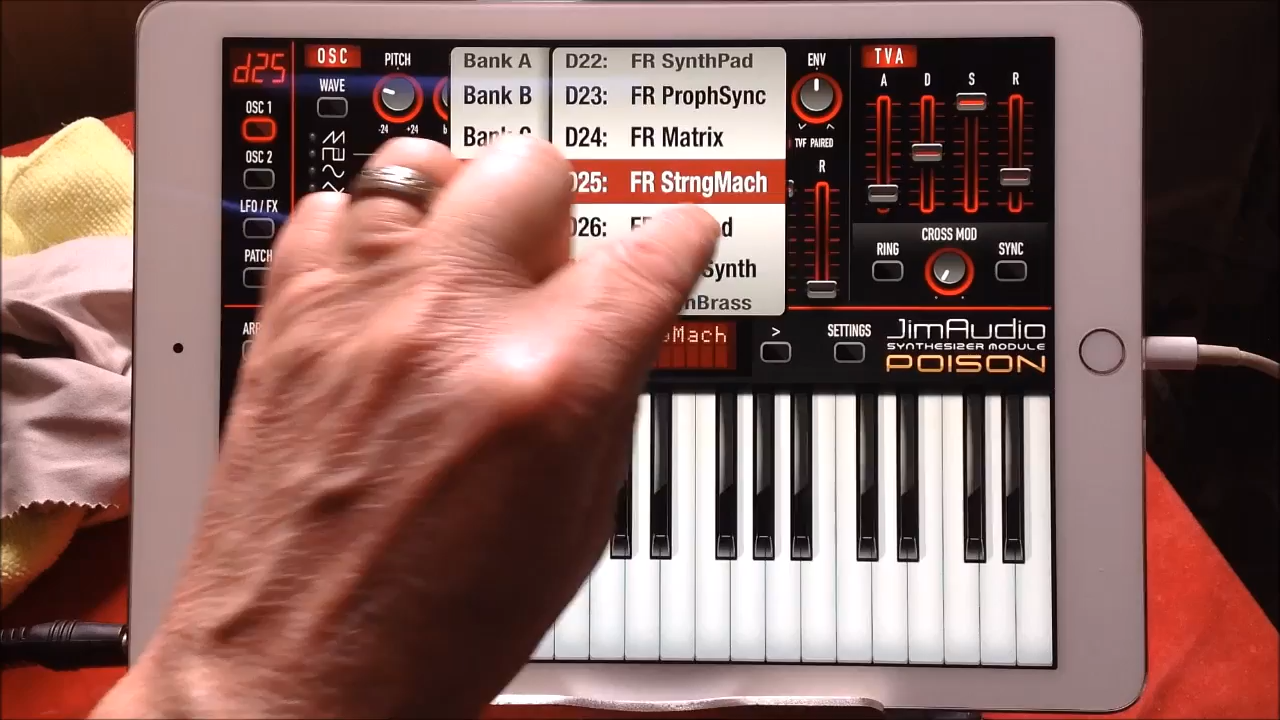 d25
OSC
WAVE
PITCH
-24 +24
OSC 1
OSC 2
LFO / FX
PATCH
Bank A
Bank B
D22: FR SynthPad
D23: FR ProphSync
D24: FR Matrix
D25: FR StrngMach
D26:
ENV
TVF PAIRED
R
TVA
A D S R
RING
CROSS MOD
SYNC
>
SETTINGS
JimAudio
SYNTHESIZER MODULE
POISON